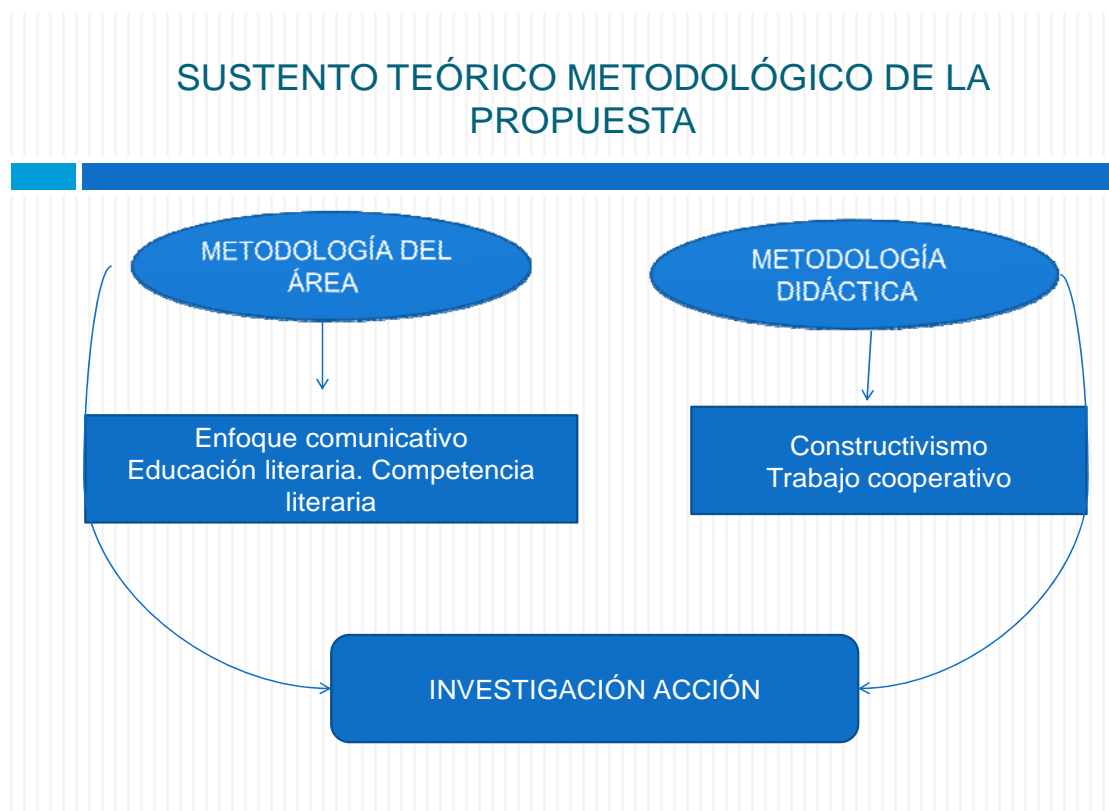 SUSTENTO TEÓRICO METODOLÓGICO DE LA
PROPUESTA
METODOLOGÍA DEL
ÁREA
METODOLOGÍA
DIDÁCTICA
Enfoque comunicativo
Educación literaria. Competencia
literaria
Constructivismo
Trabajo cooperativo
INVESTIGACIÓN ACCIÓN